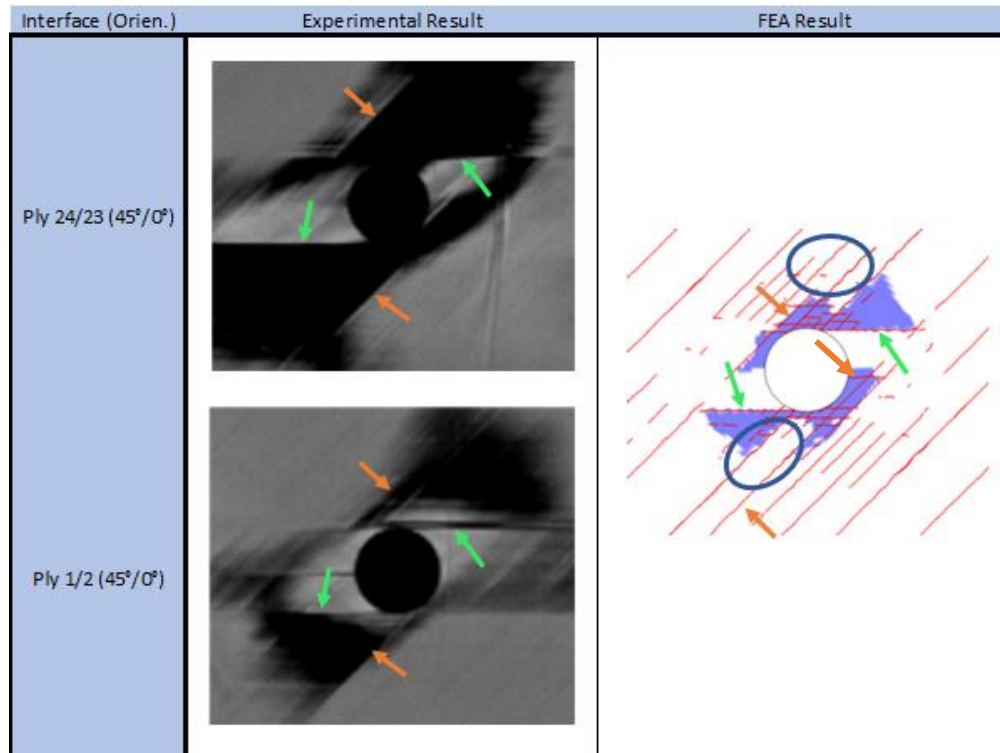 Interface (Orien.)
Experimental Result
FEA Result
Ply 24/23 (45°/0°)
Ply 1/2 (45°/0°)